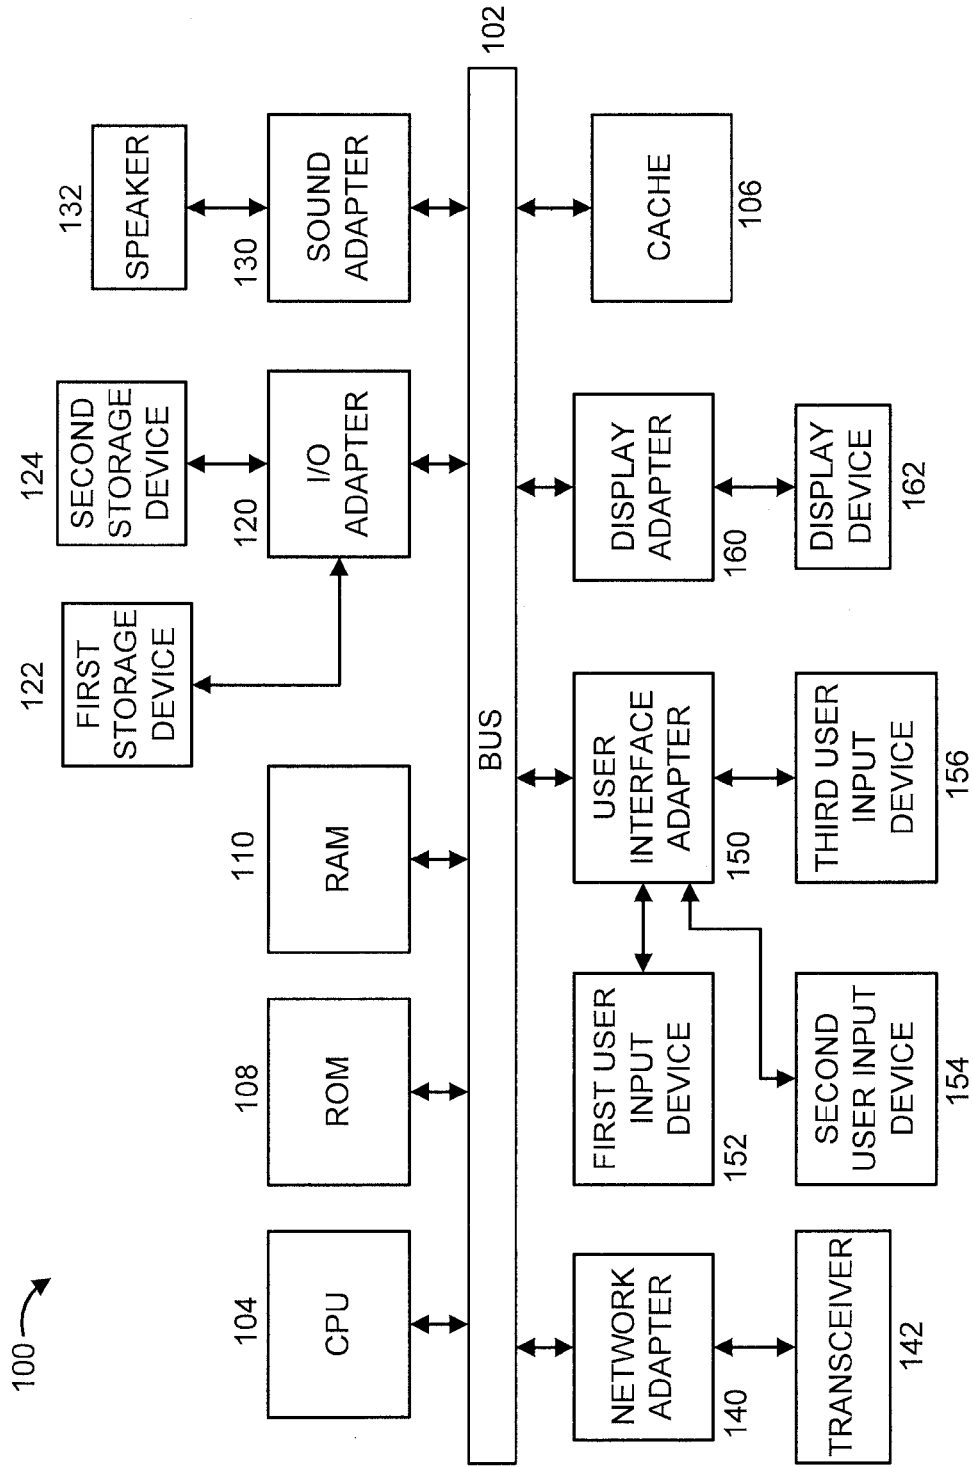 100
104
CPU
108
ROM
110
RAM
122
FIRST
STORAGE
DEVICE
124
SECOND
STORAGE
DEVICE
120
I/O
ADAPTER
132
SPEAKER
130
SOUND
ADAPTER
BUS
102
NETWORK
ADAPTER
140
TRANSCEIVER
142
FIRST USER
INPUT
DEVICE
152
SECOND
USER INPUT
DEVICE
154
USER
INTERFACE
ADAPTER
150
THIRD USER
INPUT
DEVICE
156
DISPLAY
ADAPTER
160
DISPLAY
DEVICE
162
CACHE
106